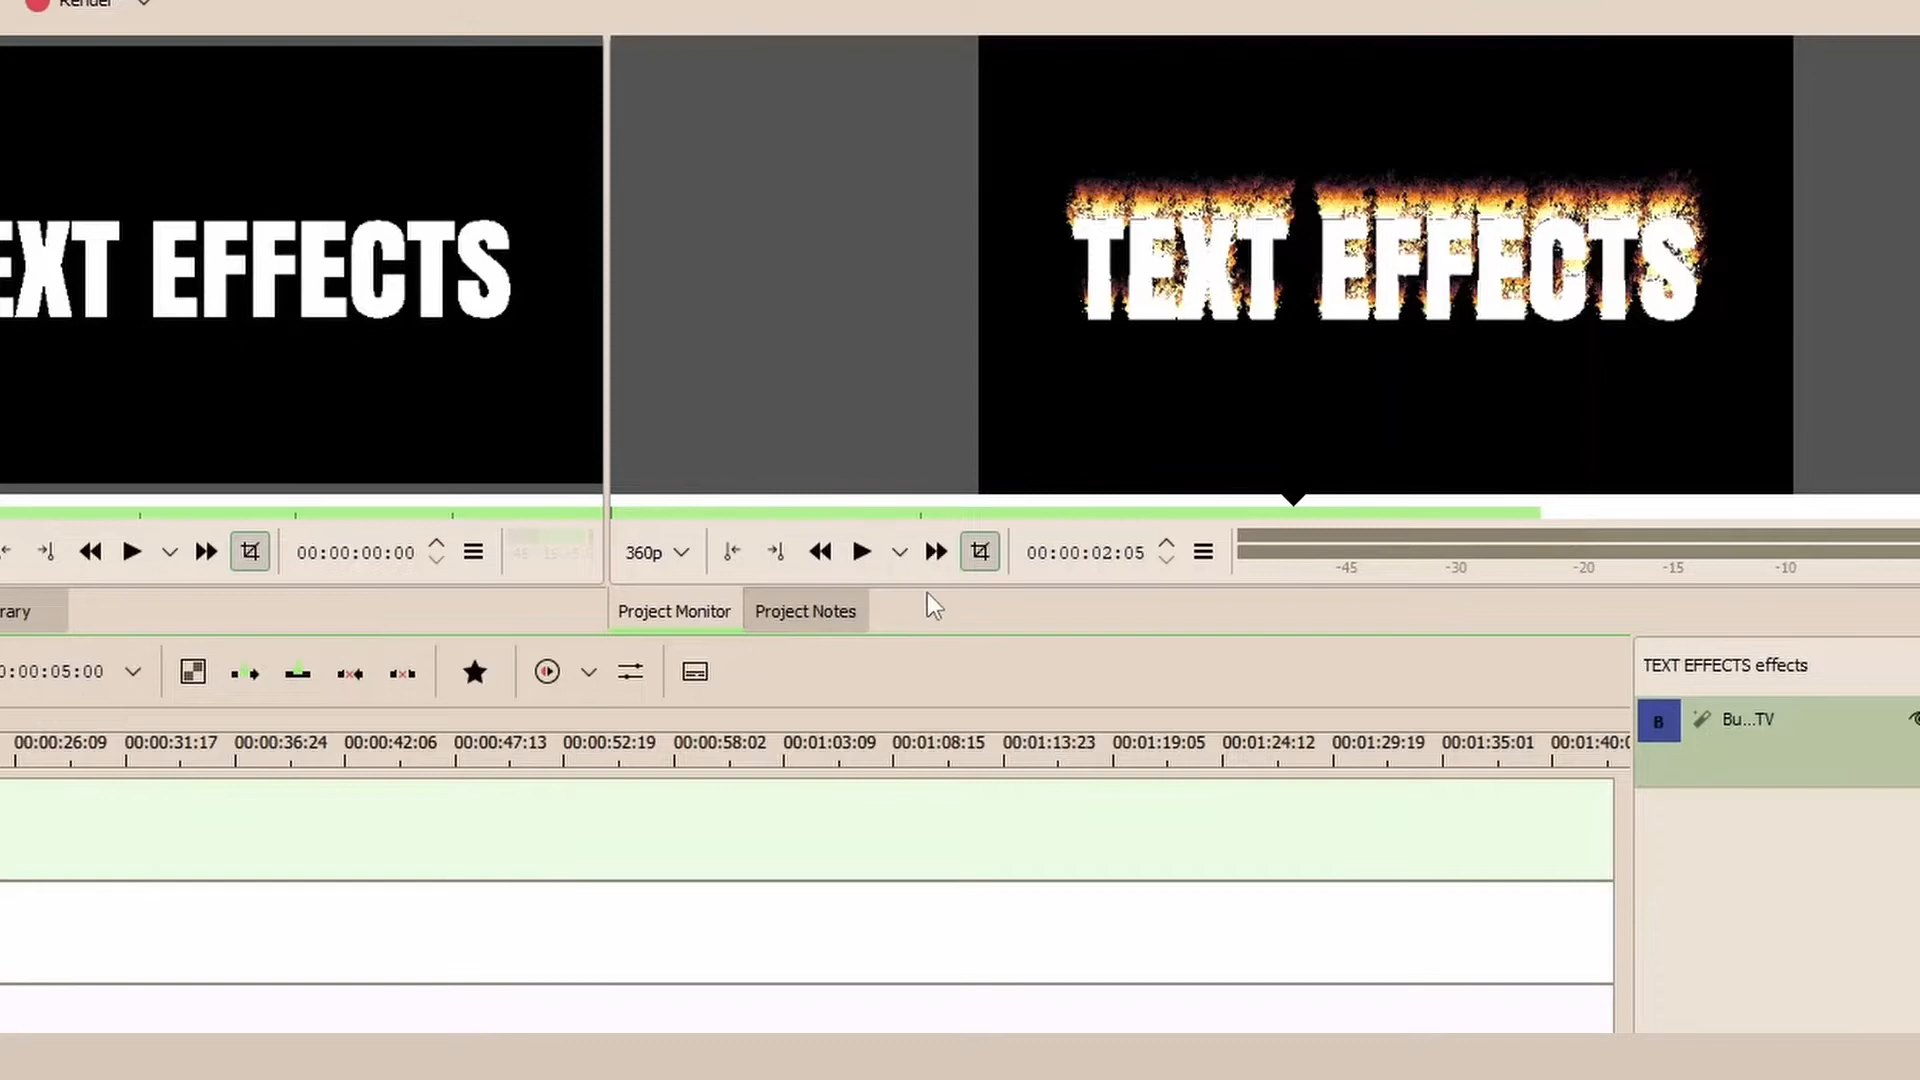 Render
EXT EFFECTS
TEXT EFFECTS
00:00:00:00
-45
360p
00:00:02:05
-45 -30 -20 -15 -10
rary
Project Monitor
Project Notes
0:00:05:00
TEXT EFFECTS effects
B
Bu...TV
00:00:26:09 00:00:31:17 00:00:36:24 00:00:42:06 00:00:47:13 00:00:52:19 00:00:58:02 00:01:03:09 00:01:08:15 00:01:13:23 00:01:19:05 00:01:24:12 00:01:29:19 00:01:35:01 00:01:40:0